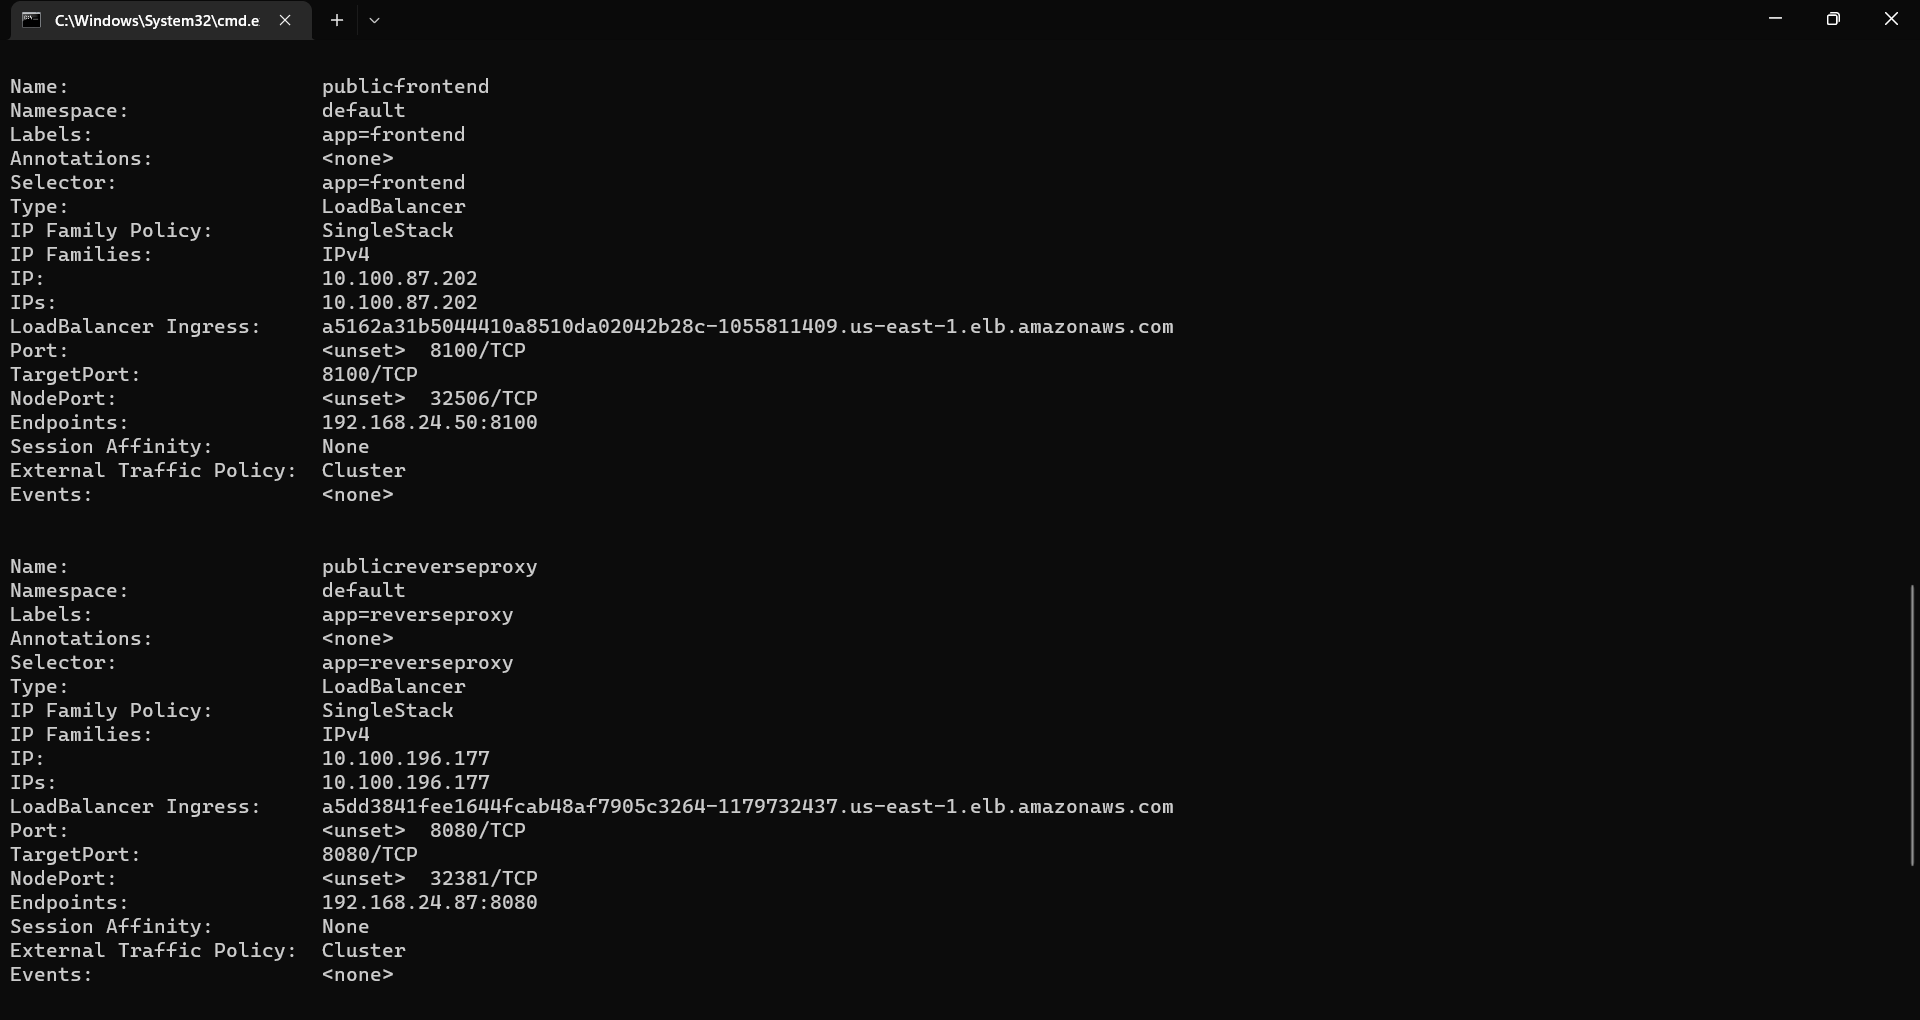 C:\Windows\System32\cmd.e
Name: publicfrontend
Namespace: default
Labels: app=frontend
Annotations: <none>
Selector: app=frontend
Type: LoadBalancer
IP Family Policy: SingleStack
IP Families: IPv4
IP: 10.100.87.202
IPs: 10.100.87.202
LoadBalancer Ingress: a5162a31b5044410a8510da02042b28c-1055811409.us-east-1.elb.amazonaws.com
Port: <unset> 8100/TCP
TargetPort: 8100/TCP
NodePort: <unset> 32506/TCP
Endpoints: 192.168.24.50:8100
Session Affinity: None
External Traffic Policy: Cluster
Events: <none>
Name: publicreverseproxy
Namespace: default
Labels: app=reverseproxy
Annotations: <none>
Selector: app=reverseproxy
Type: LoadBalancer
IP Family Policy: SingleStack
IP Families: IPv4
IP: 10.100.196.177
IPs: 10.100.196.177
LoadBalancer Ingress: a5dd3841fee1644fcab48af7905c3264-1179732437.us-east-1.elb.amazonaws.com
Port: <unset> 8080/TCP
TargetPort: 8080/TCP
NodePort: <unset> 32381/TCP
Endpoints: 192.168.24.87:8080
Session Affinity: None
External Traffic Policy: Cluster
Events: <none>